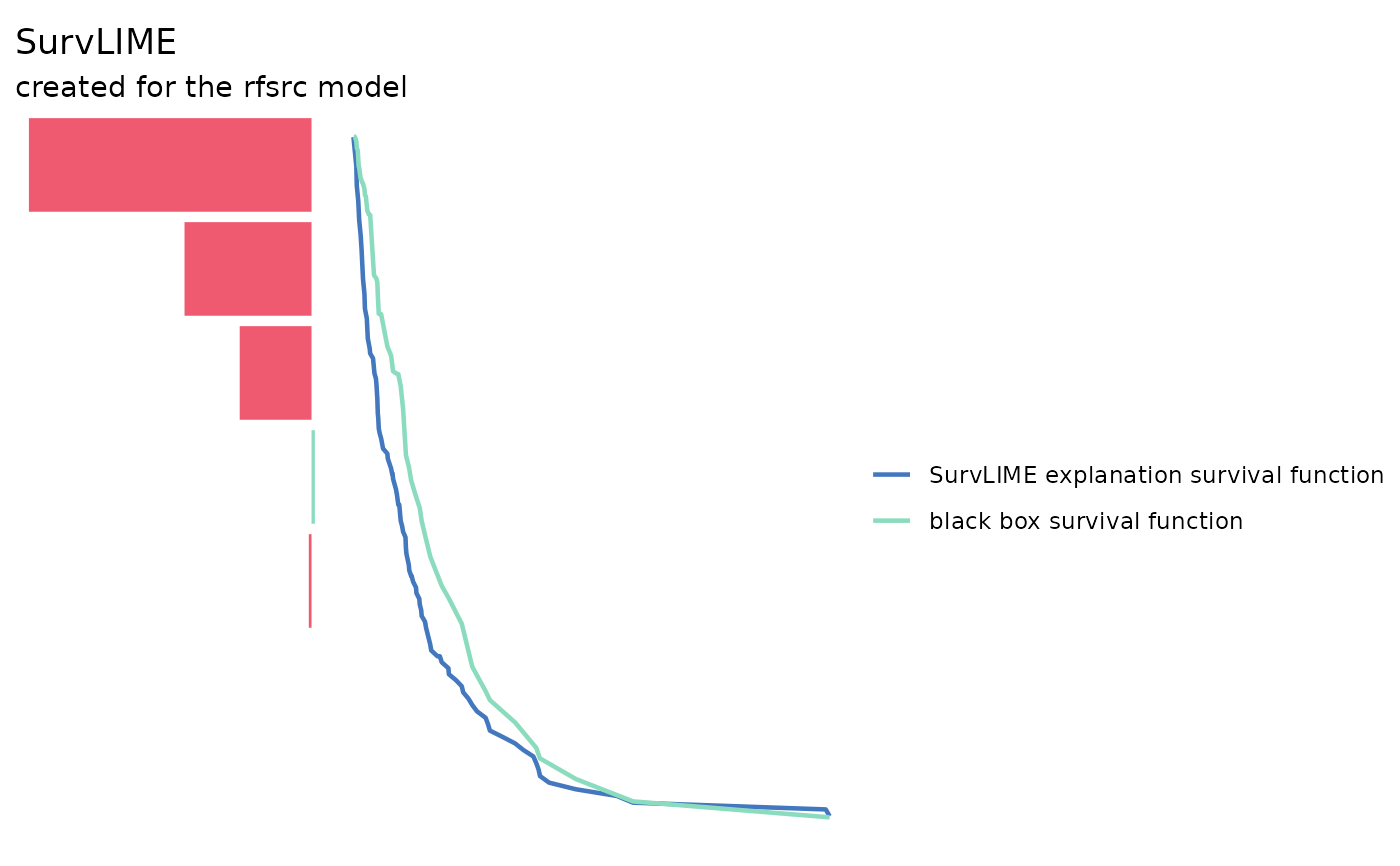 SurvLIME
created for the rfsrc model
SurvLIME explanation survival function
black box survival function